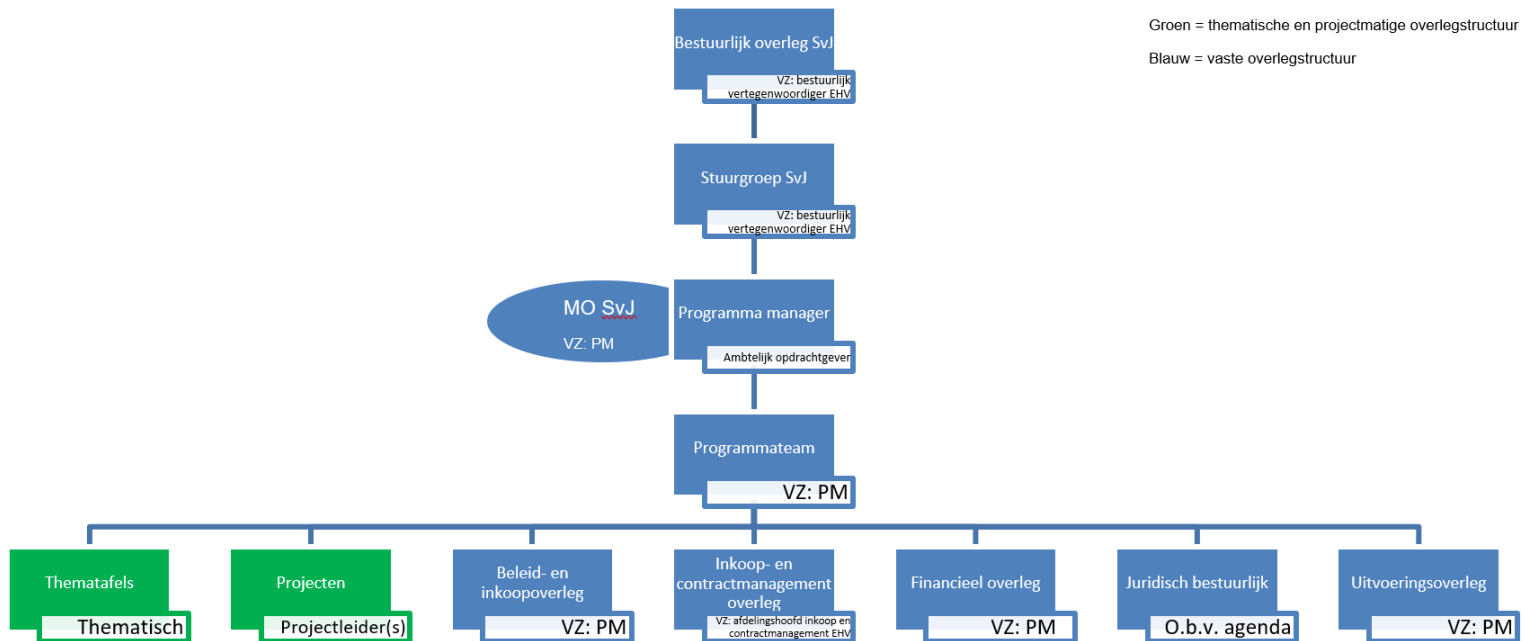 Groen = thematische en projectmatige overlegstructuur
Blauw = vaste overlegstructuur
Bestuurlijk overleg SvJ
VZ: bestuurlijk
vertegenwoordiger EHV
Stuurgroep SvJ
VZ: bestuurlijk
vertegenwoordiger EHV
MO SvJ
VZ: PM
Programma manager
Ambtelijk opdrachtgever
Programmateam
VZ: PM
Thematafels
Thematisch
Projecten
Projectleider(s)
Beleid- en
inkoopoverleg
VZ: PM
Inkoop- en
contractmanagement
overleg
VZ: afdelingshoofd inkoop en
contractmanagement EHV
Financieel overleg
VZ: PM
Juridisch bestuurlijk
O.b.v. agenda
Uitvoeringsoverleg
VZ: PM